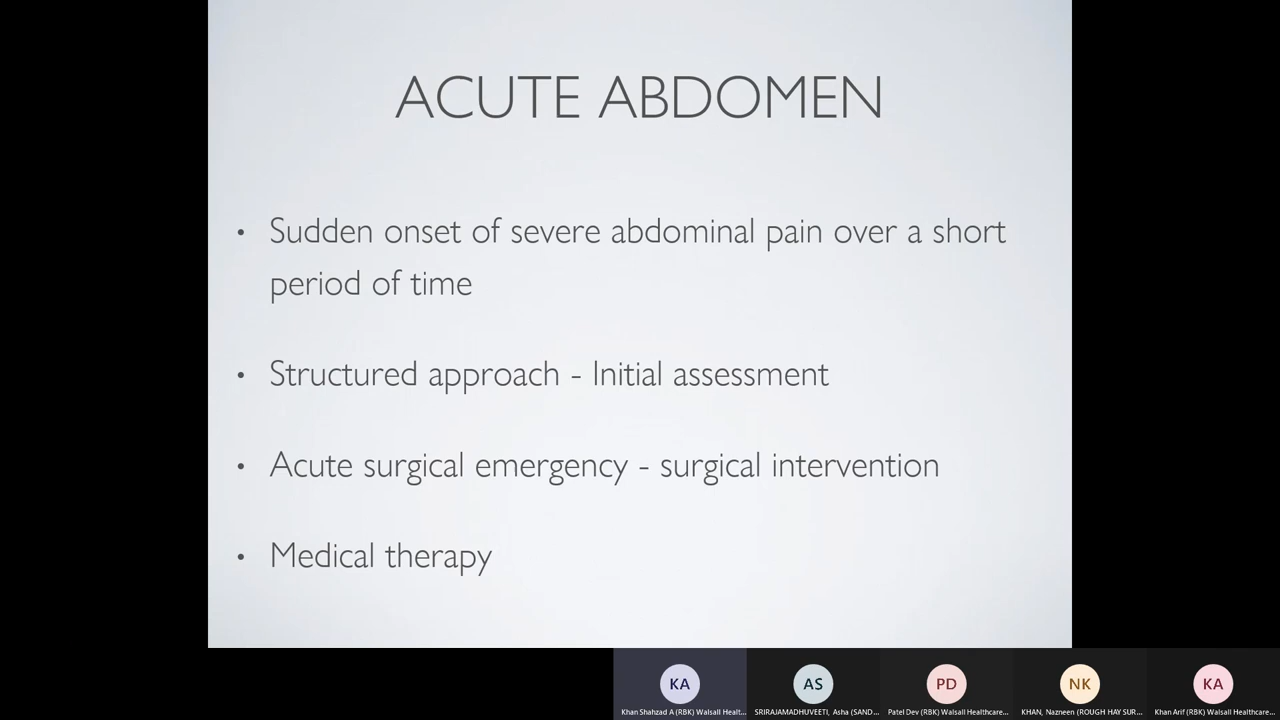 ACUTE ABDOMEN
• Sudden onset of severe abdominal pain over a short
period of time
• Structured approach - Initial assessment
• Acute surgical emergency - surgical intervention
• Medical therapy
KA
AS
PD
NK
KA
Khan Shahzad A (RBK) Walsall Healt...
SRIRAJAMADHUVEETI, Asha (SAND...
Patel Dev (RBK) Walsall Healthcare...
KHAN, Nazneen (ROUGH HAY SUR...
Khan Arif (RBK) Walsall Healthcare...